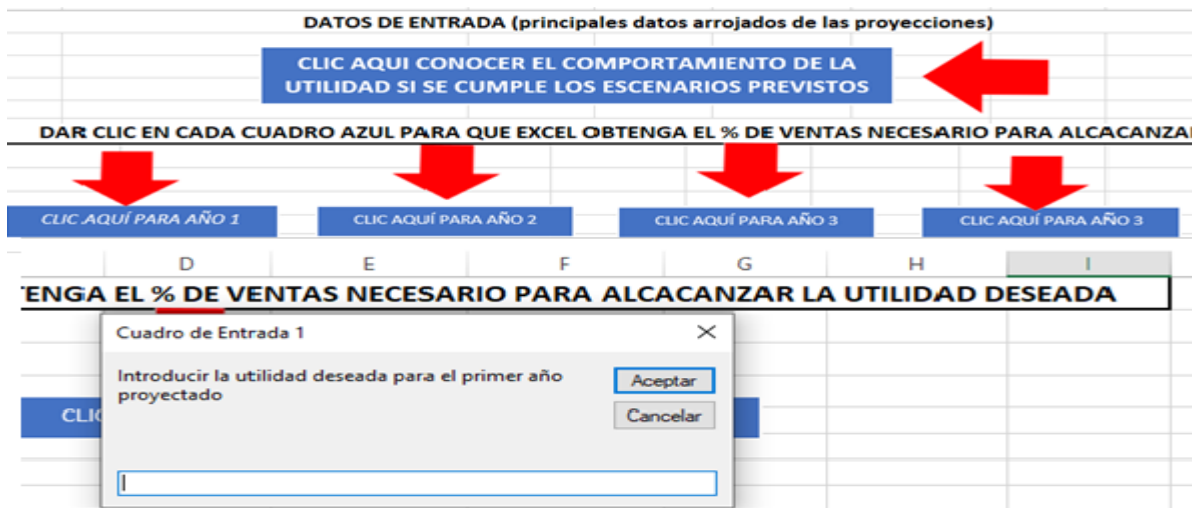 DATOS DE ENTRADA (principales datos arrojados de las proyecciones)
CLIC AQUI CONOCER EL COMPORTAMIENTO DE LA
UTILIDAD SI SE CUMPLE LOS ESCENARIOS PREVISTOS
DAR CLIC EN CADA CUADRO AZUL PARA QUE EXCEL OBTENGA EL % DE VENTAS NECESARIO PARA ALCACANZA
CLIC AQUÍ PARA AÑO 1
CLIC AQUÍ PARA AÑO 2
CLIC AQUÍ PARA AÑO 3
CLIC AQUÍ PARA AÑO 3
D E F G H I
TENGA EL % DE VENTAS NECESARIO PARA ALCACANZAR LA UTILIDAD DESEADA
Cuadro de Entrada 1
Introducir la utilidad deseada para el primer año
proyectado
Aceptar
Cancelar
CLIC